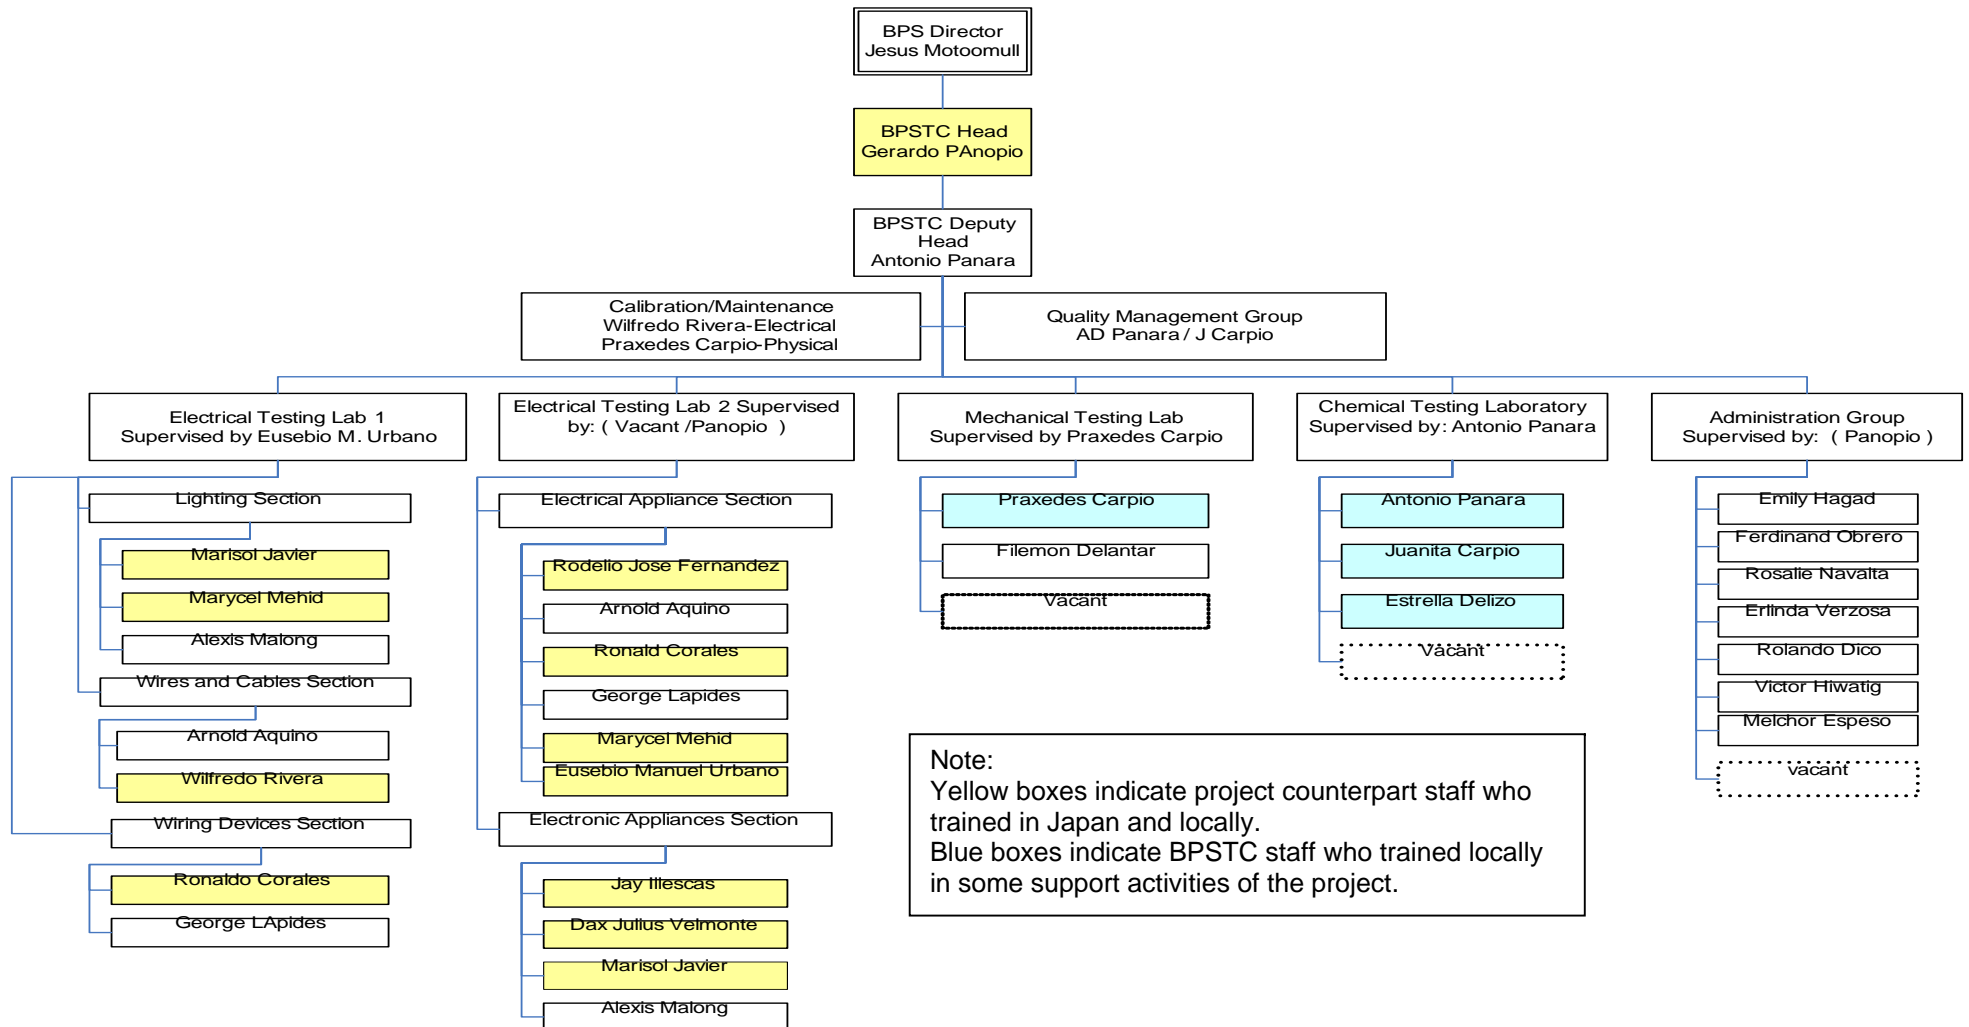 BPS Director
Jesus Motoomull
BPSTC Head
Gerardo PAnopio
BPSTC Deputy
Head
Antonio Panara
Calibration/Maintenance
Wilfredo Rivera-Electrical
Praxedes Carpio-Physical
Quality Management Group
AD Panara / J Carpio
Electrical Testing Lab 1
Supervised by Eusebio M. Urbano
Lighting Section
Marisol Javier
Marycel Mehid
Alexis Malong
Wires and Cables Section
Arnold Aquino
Wilfredo Rivera
Wiring Devices Section
Ronaldo Corales
George LApides
Electrical Testing Lab 2 Supervised
by: ( Vacant /Panopio )
Electrical Appliance Section
Rodelio Jose Fernandez
Arnold Aquino
Ronald Corales
George Lapides
Marycel Mehid
Eusebio Manuel Urbano
Electronic Appliances Section
Jay Illescas
Dax Julius Velmonte
Marisol Javier
Alexis Malong
Mechanical Testing Lab
Supervised by Praxedes Carpio
Praxedes Carpio
Filemon Delantar
Vacant
Chemical Testing Laboratory
Supervised by: Antonio Panara
Antonio Panara
Juanita Carpio
Estrella Delizo
Vacant
Administration Group
Supervised by: ( Panopio )
Emily Hagad
Ferdinand Obrero
Rosalie Navalta
Erlinda Verzosa
Rolando Dico
Victor Hiwatig
Melchor Espeso
vacant
Note:
Yellow boxes indicate project counterpart staff who
trained in Japan and locally.
Blue boxes indicate BPSTC staff who trained locally
in some support activities of the project.